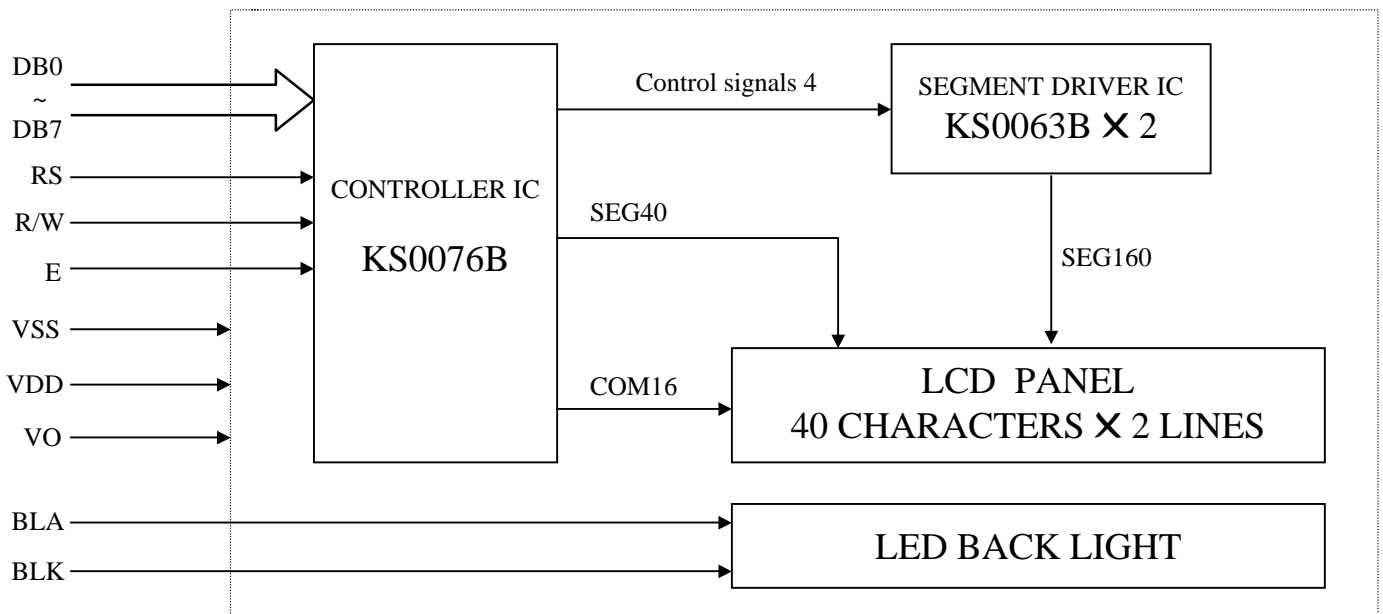 DB0
~
DB7
RS
R/W
E
VSS
VDD
VO
BLA
BLK
CONTROLLER IC
KS0076B
Control signals 4
SEG40
COM16
SEGMENT DRIVER IC
KS0063B X 2
SEG160
LCD PANEL
40 CHARACTERS X 2 LINES
LED BACK LIGHT